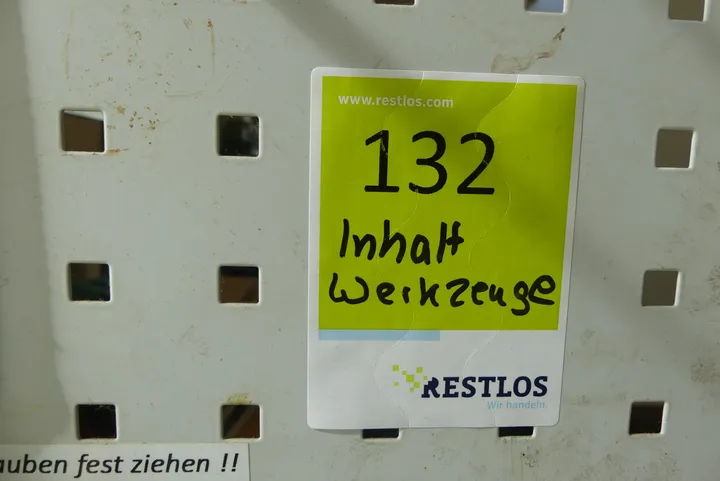 www.restlos.com
132
Inhalt
Werkzeuge
RESTLOS
Wir handeln.
auben fest ziehen !!